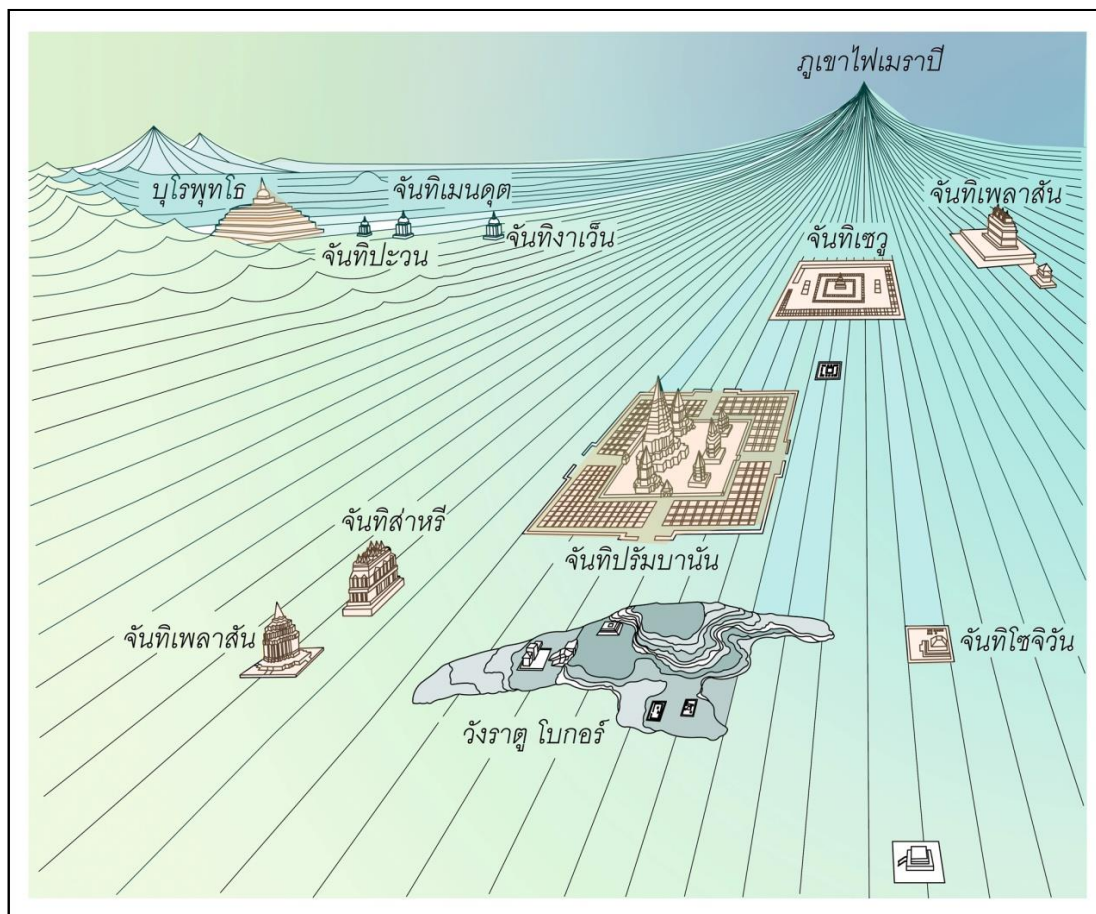 ภูเขาไฟเมราปี
บุโรพุทโธ
จันทิเมนดุต
จันทิเพลาสัน
จันทิปะวน
จันทิงาเว็น
จันทิเซวู
จันทิส่าหรี
จันทิปรัมบานัน
จันทิเพลาสัน
จันทิโซจิวัน
วังราตู โบกอร์